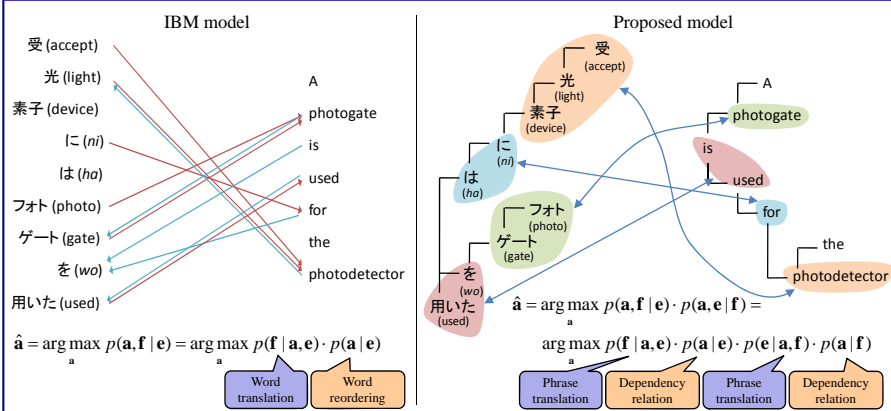 IBM model
受 (accept)
光 (light)
素子 (device)
に (ni)
は (ha)
フォト (photo)
ゲート (gate)
を (wo)
用いた (used)
A
photogate
is
used
for
the
photodetector
â = arg max p(a, f | e) = arg max p(f | a, e) · p(a | e)
a a
Word translation
Word reordering
Proposed model
受
(accept)
光
(light)
素子
(device)
に
(ni)
は
(ha)
フォト
(photo)
ゲート
(gate)
を
(wo)
用いた
(used)
A
photogate
is
used
for
the
photodetector
â = arg max p(a, f | e) · p(a, e | f) =
a
arg max p(f | a, e) · p(a | e) · p(e | a, f) · p(a | f)
a
Phrase translation
Dependency relation
Phrase translation
Dependency relation